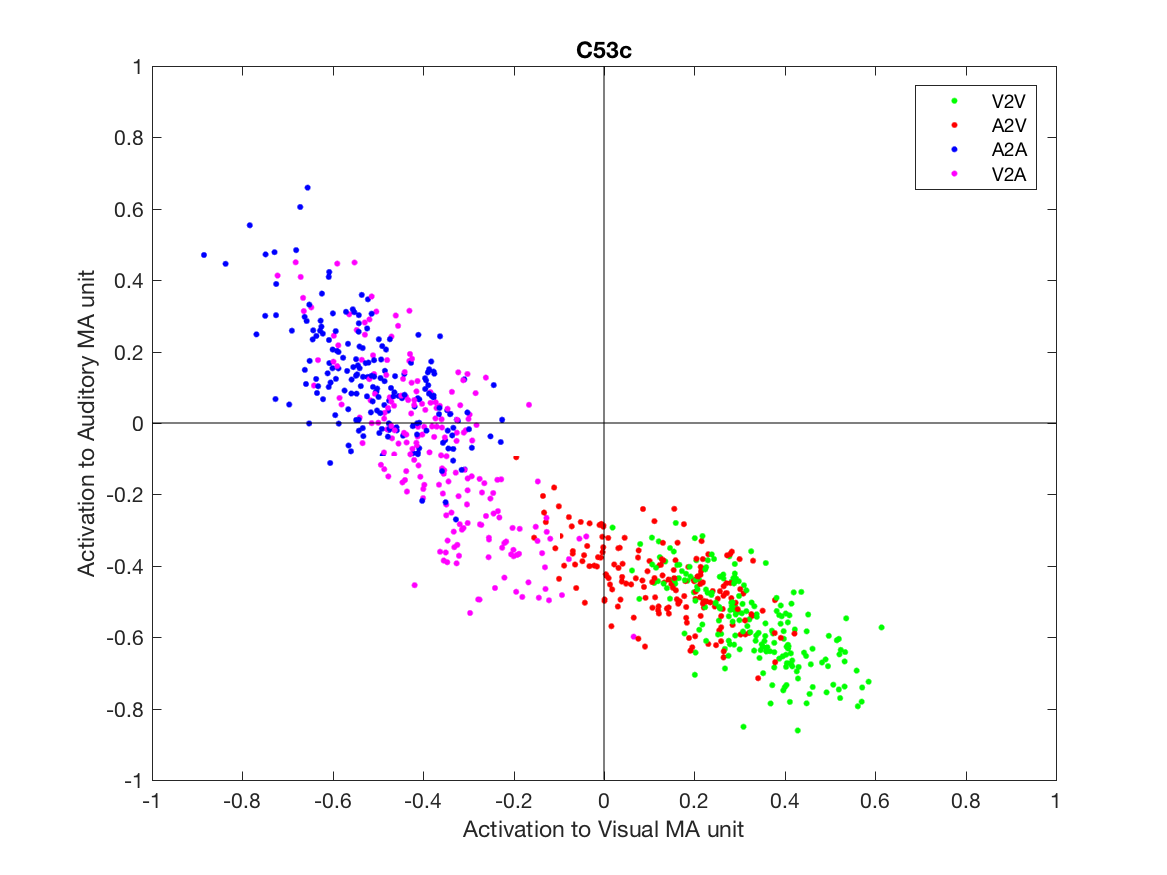 C53c
1
0.8
0.6
0.4
0.2
0
-0.2
-0.4
-0.6
-0.8
-1
Activation to Auditory MA unit
V2V
A2V
A2A
V2A
-1 -0.8 -0.6 -0.4 -0.2 0 0.2 0.4 0.6 0.8 1
Activation to Visual MA unit